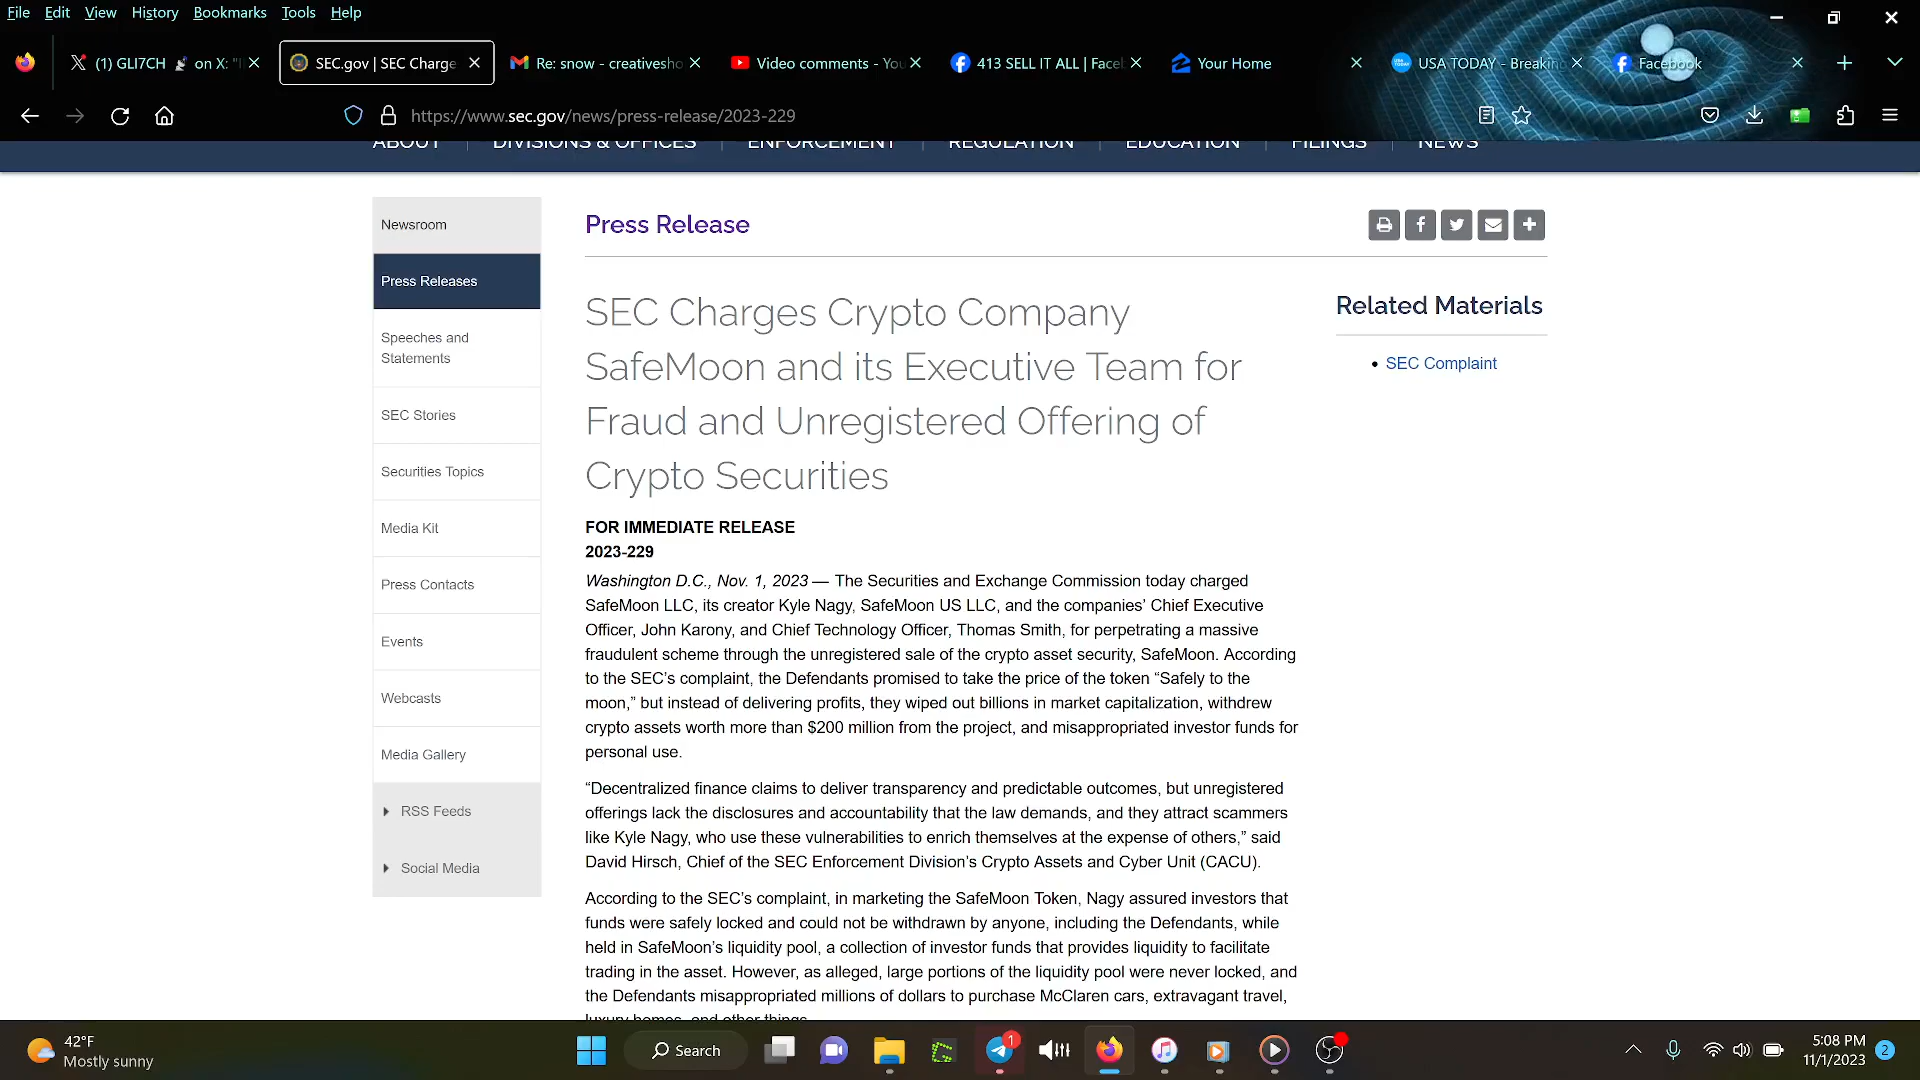 File Edit View History Bookmarks Tools Help
(1) GLI7CH on X: "I
SEC.gov | SEC Charge
Re: snow - creativesho
Video comments - You
413 SELL IT ALL | Facel
Your Home
USA TODAY - Breaking
Facebook
https://www.sec.gov/news/press-release/2023-229
ABOUT DIVISIONS & OFFICES ENFORCEMENT REGULATION EDUCATION FILINGS NEWS
Newsroom
Press Releases
Speeches and
Statements
SEC Stories
Securities Topics
Media Kit
Press Contacts
Events
Webcasts
Media Gallery
RSS Feeds
Social Media
Press Release
SEC Charges Crypto Company
SafeMoon and its Executive Team for
Fraud and Unregistered Offering of
Crypto Securities
FOR IMMEDIATE RELEASE
2023-229
Washington D.C., Nov. 1, 2023 — The Securities and Exchange Commission today charged
SafeMoon LLC, its creator Kyle Nagy, SafeMoon US LLC, and the companies’ Chief Executive
Officer, John Karony, and Chief Technology Officer, Thomas Smith, for perpetrating a massive
fraudulent scheme through the unregistered sale of the crypto asset security, SafeMoon. According
to the SEC’s complaint, the Defendants promised to take the price of the token “Safely to the
moon,” but instead of delivering profits, they wiped out billions in market capitalization, withdrew
crypto assets worth more than $200 million from the project, and misappropriated investor funds for
personal use.
“Decentralized finance claims to deliver transparency and predictable outcomes, but unregistered
offerings lack the disclosures and accountability that the law demands, and they attract scammers
like Kyle Nagy, who use these vulnerabilities to enrich themselves at the expense of others,” said
David Hirsch, Chief of the SEC Enforcement Division’s Crypto Assets and Cyber Unit (CACU).
According to the SEC’s complaint, in marketing the SafeMoon Token, Nagy assured investors that
funds were safely locked and could not be withdrawn by anyone, including the Defendants, while
held in SafeMoon’s liquidity pool, a collection of investor funds that provides liquidity to facilitate
trading in the asset. However, as alleged, large portions of the liquidity pool were never locked, and
the Defendants misappropriated millions of dollars to purchase McClaren cars, extravagant travel,
luxury homes, and other things.
Related Materials
SEC Complaint
42°F
Mostly sunny
Search
1
5:08 PM
11/1/2023
2